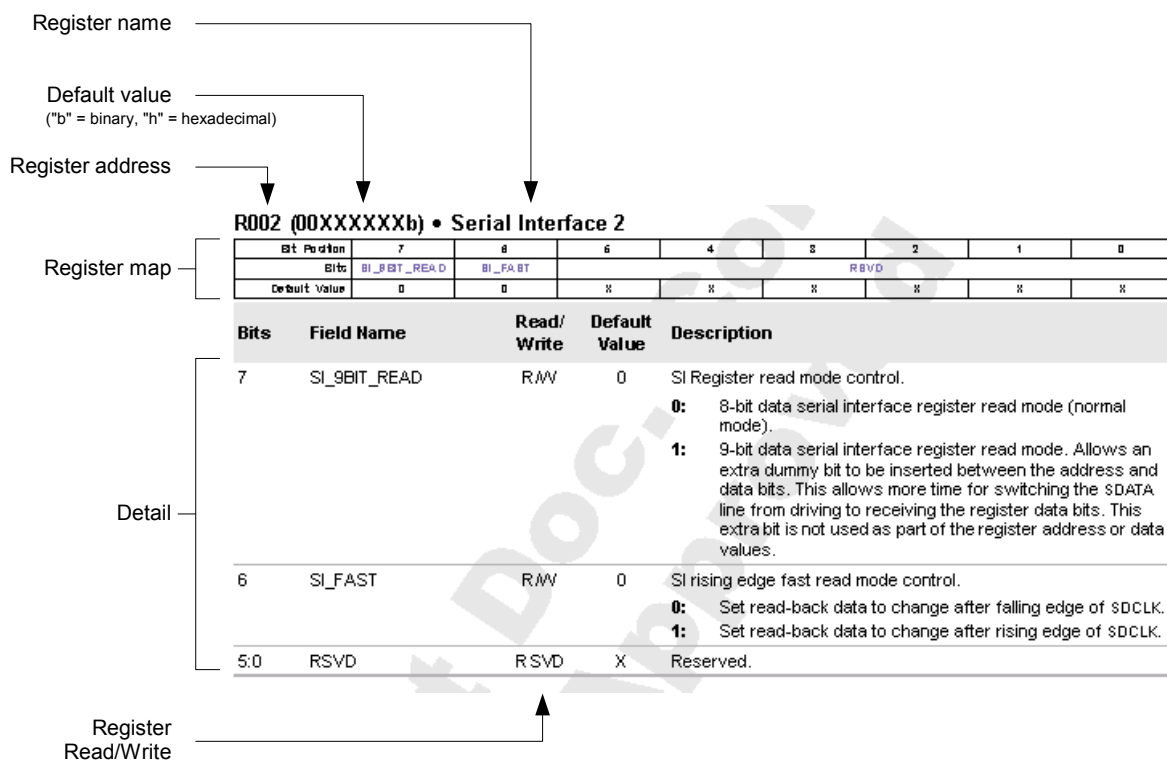 Register name
Default value
("b" = binary, "h" = hexadecimal)
Register address
R002 (00XXXXXXb) • Serial Interface 2
Register map
Bit Position 7 6 5 4 3 2 1 0
Bits SI_9BIT_READ SI_FAST RSVD
Default Value 0 0 X X X X X X
Bits Field Name Read/ Write Default Value Description
7 SI_9BIT_READ R/W 0 SI Register read mode control.
0: 8-bit data serial interface register read mode (normal
mode).
1: 9-bit data serial interface register read mode. Allows an
extra dummy bit to be inserted between the address and
data bits. This allows more time for switching the SDATA
line from driving to receiving the register data bits. This
extra bit is not used as part of the register address or data
values.
Detail
6 SI_FAST R/W 0 SI rising edge fast read mode control.
0: Set read-back data to change after falling edge of SDCLK.
1: Set read-back data to change after rising edge of SDCLK.
5:0 RSVD RSVD X Reserved.
Register
Read/Write